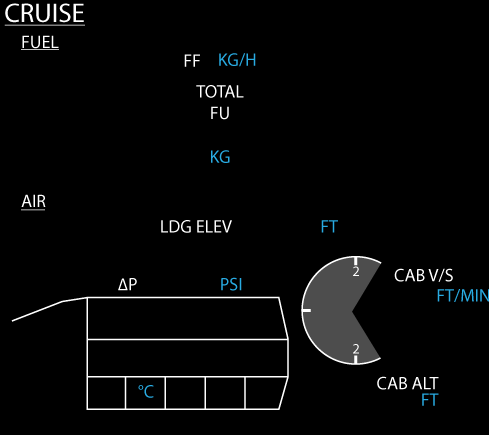 CRUISE
FUEL
FF KG/H
TOTAL
FU
KG
AIR
LDG ELEV FT
2
CAB V/S
ΔP PSI
FT/MIN
2
CAB ALT
°C
FT